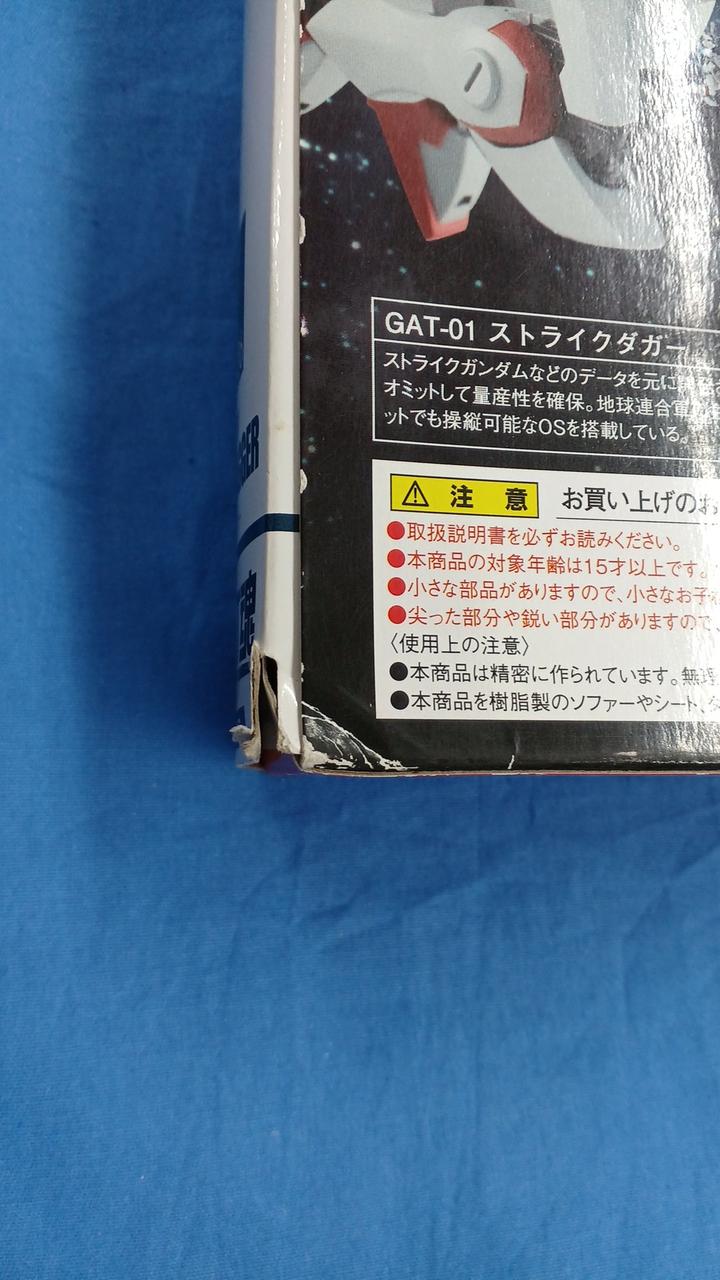 GAT-01 ストライクダガー
ストライクガンダムなどのデータを元に
オミットして量産性を確保。地球連合軍
ットでも操縦可能なOSを搭載している。
注 意 お買い上げのお
●取扱説明書を必ずお読みください。
●本商品の対象年齢は15才以上です。
●小さな部品がありますので、小さなお子
●尖った部分や鋭い部分がありますので、
〈使用上の注意〉
●本商品は精密に作られています。無理
●本商品を樹脂製のソファーやシート、タ
GER
魂